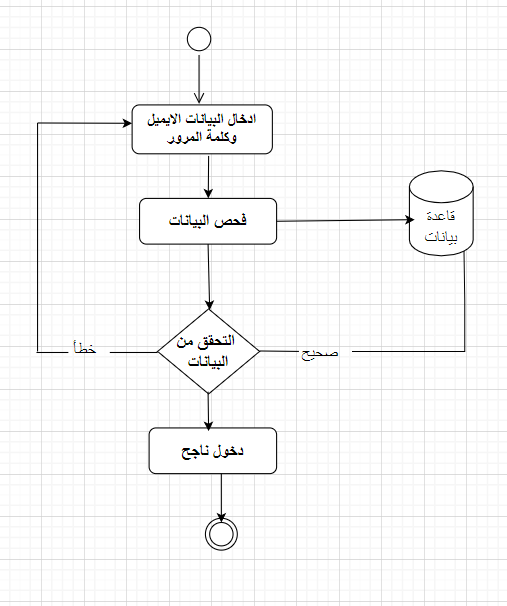 ادخال البيانات الايميل
وكلمة المرور
فحص البيانات
قاعدة
بيانات
التحقق من
البيانات
خطأ
صحيح
دخول ناجح